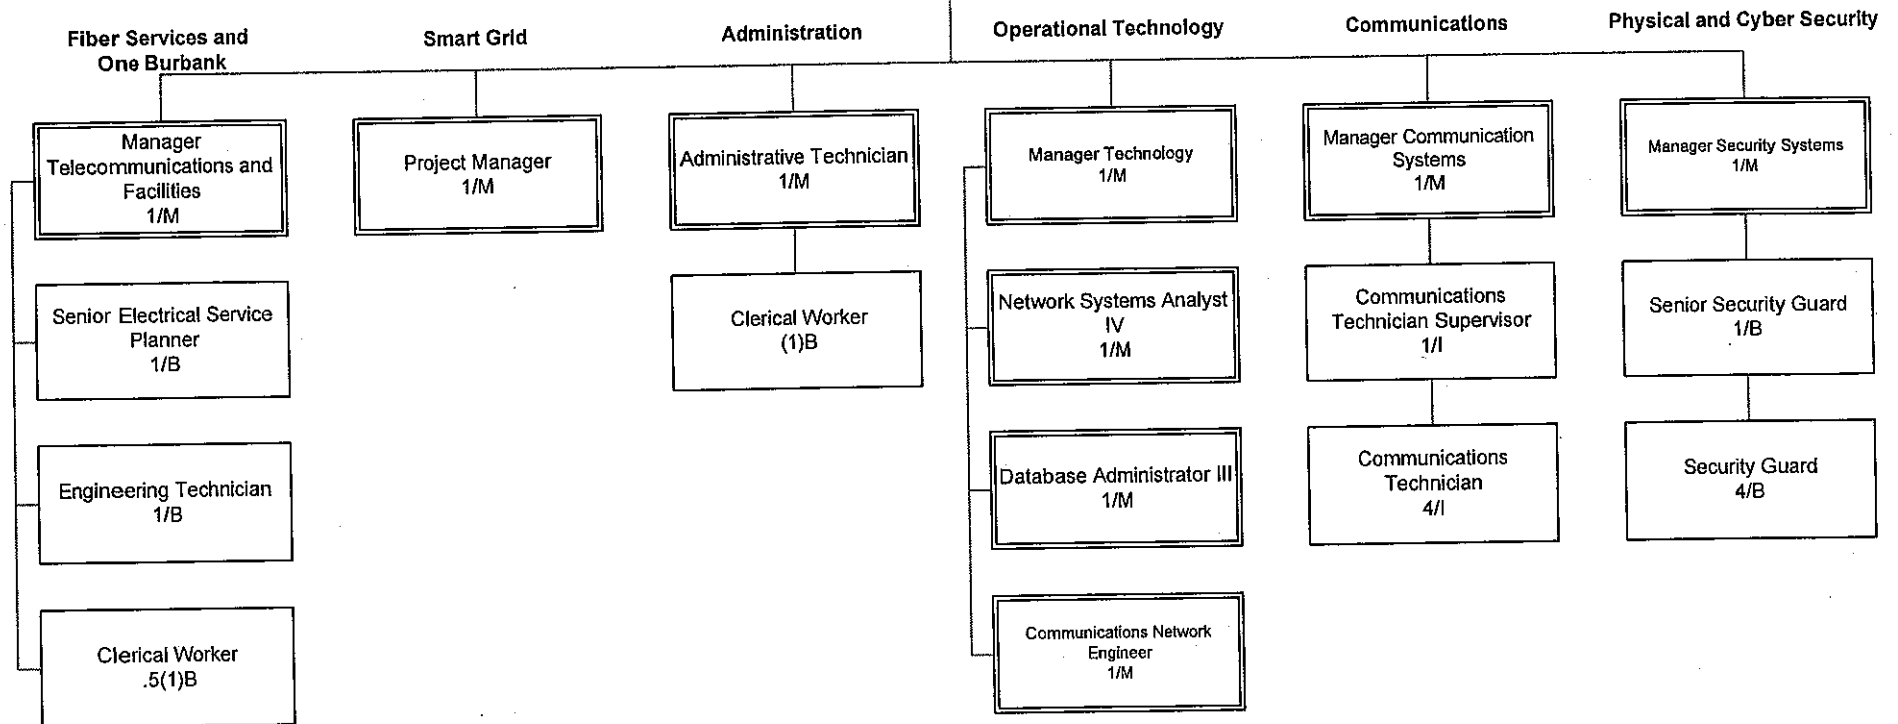 Fiber Services and
One Burbank
Smart Grid
Administration
Operational Technology
Communications
Physical and Cyber Security
Manager
Telecommunications and
Facilities
1/M
Project Manager
1/M
Administrative Technician
1/M
Manager Technology
1/M
Manager Communication
Systems
1/M
Manager Security Systems
1/M
Senior Electrical Service
Planner
1/B
Clerical Worker
(1)B
Network Systems Analyst
IV
1/M
Communications
Technician Supervisor
1/I
Senior Security Guard
1/B
Engineering Technician
1/B
Database Administrator III
1/M
Communications
Technician
4/I
Security Guard
4/B
Clerical Worker
.5(1)B
Communications Network
Engineer
1/M